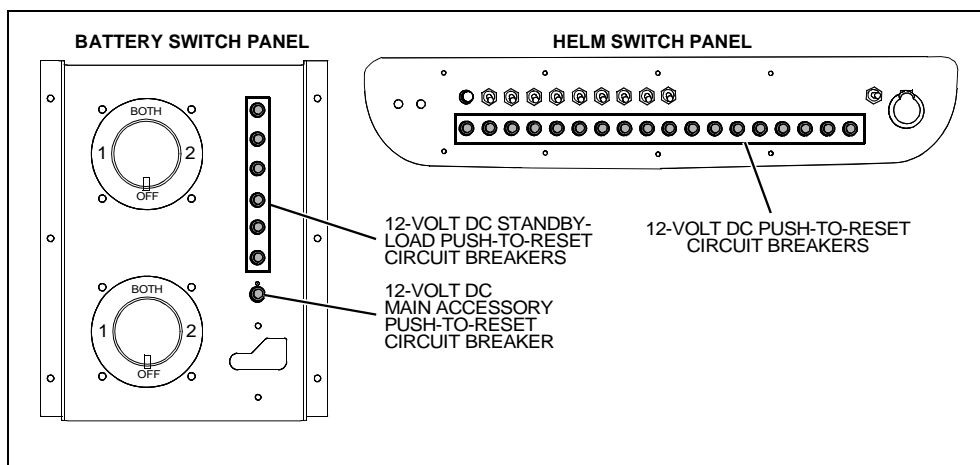 BATTERY SWITCH PANEL
HELM SWITCH PANEL
BOTH
1 2
OFF
12-VOLT DC STANDBY-
LOAD PUSH-TO-RESET
CIRCUIT BREAKERS
12-VOLT DC PUSH-TO-RESET
CIRCUIT BREAKERS
12-VOLT DC
MAIN ACCESSORY
PUSH-TO-RESET
CIRCUIT BREAKER
BOTH
1 2
OFF